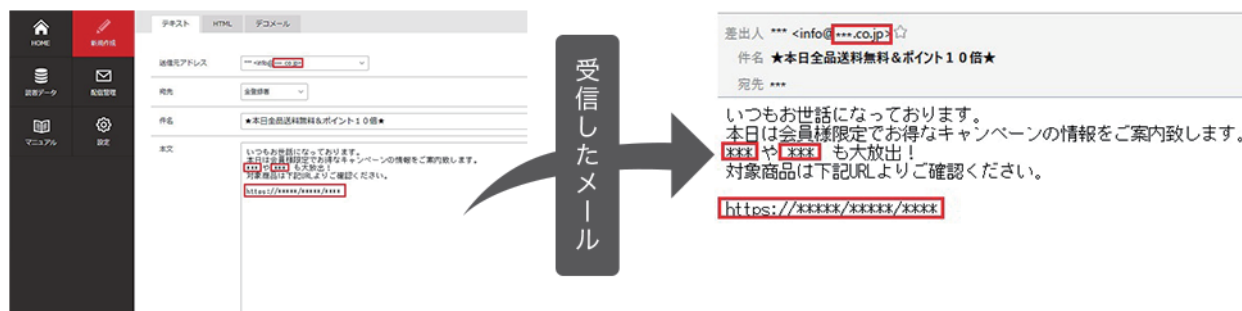 HOME
新規作成
読者データ
配信管理
マニュアル
設定
テキスト HTML デコメール
送信元アドレス *** <info@***.co.jp>
宛先 全登録者
件名 ★本日全品送料無料&ポイント10倍★
本文
いつもお世話になっております。
本日は会員様限定でお得なキャンペーンの情報をご案内致します。
*** や *** も大放出!
対象商品は下記URLよりご確認ください。
https://*****/*****/****
受信したメール
差出人 *** <info@***.co.jp>☆
件名 ★本日全品送料無料&ポイント10倍★
宛先 ***
いつもお世話になっております。
本日は会員様限定でお得なキャンペーンの情報をご案内致します。
*** や *** も大放出!
対象商品は下記URLよりご確認ください。
https://*****/*****/****